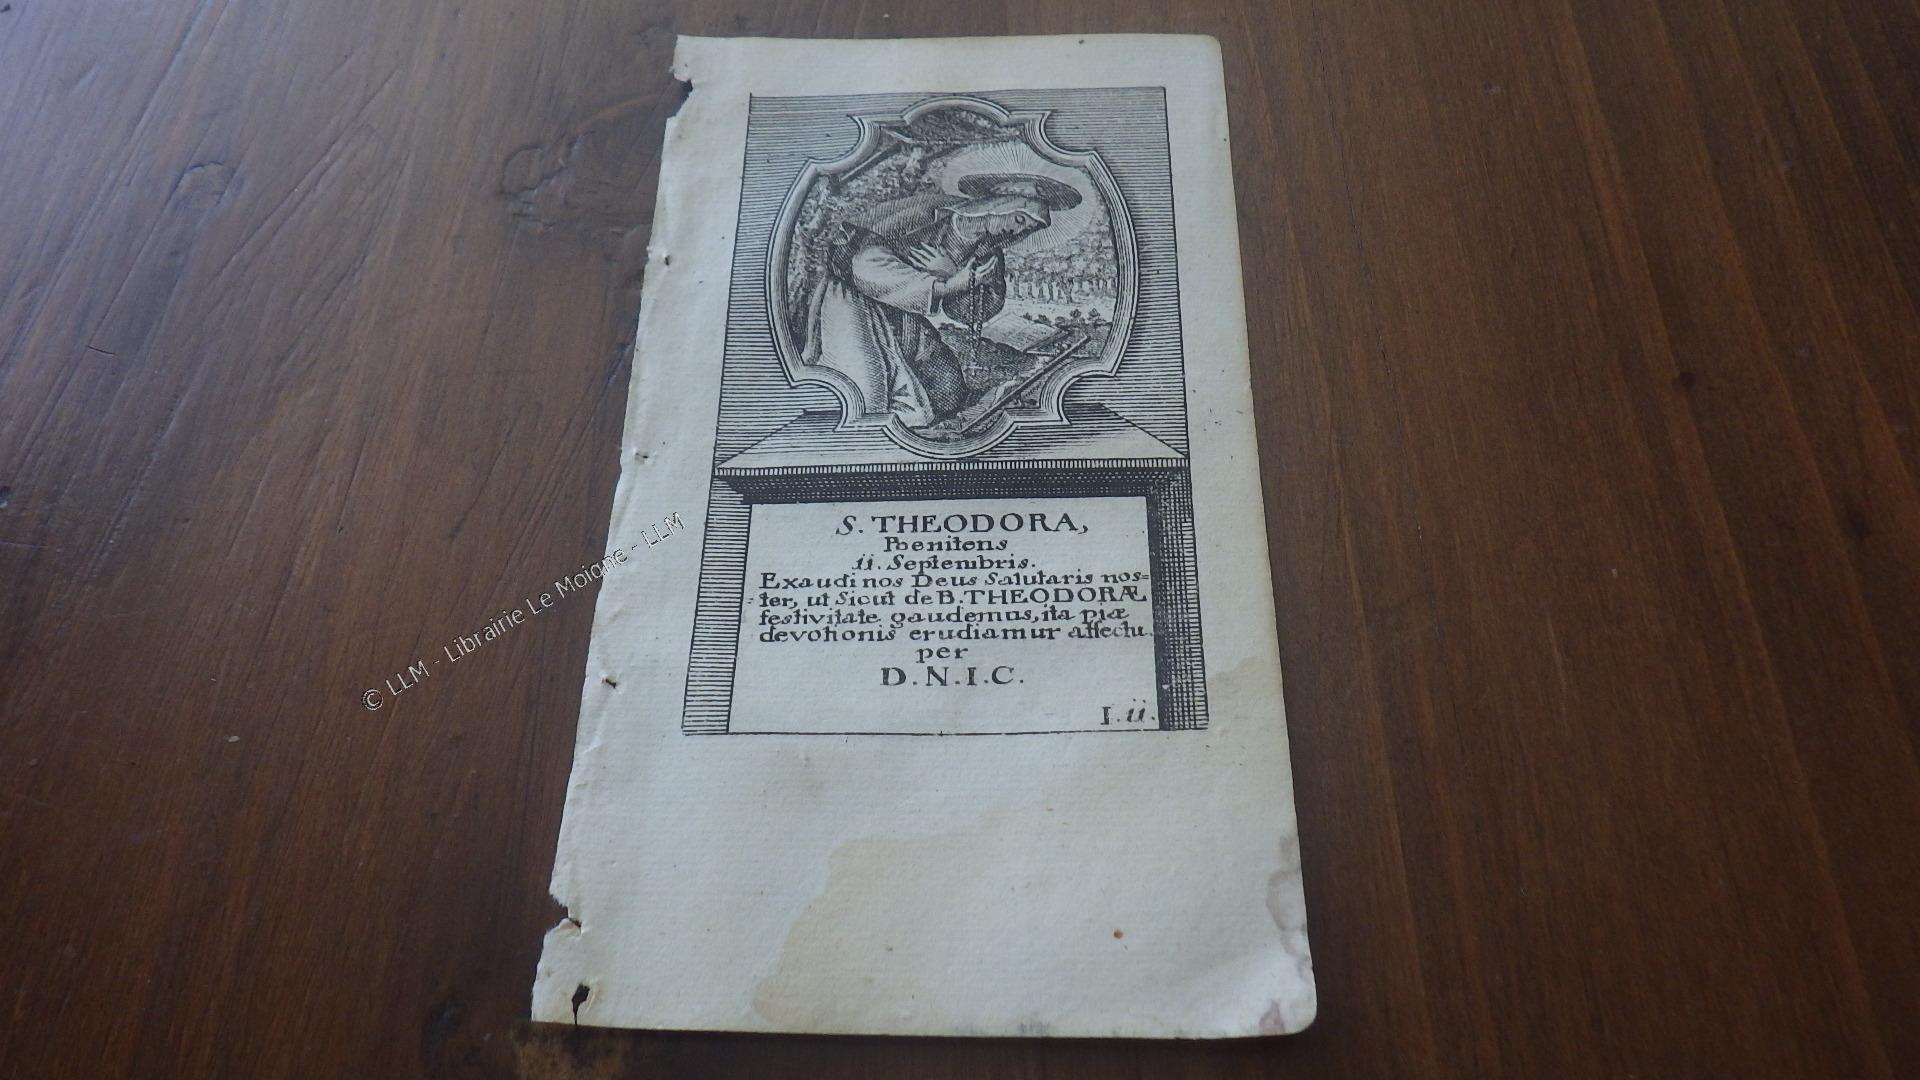 S. THEODORA,
Poenitens
ii. Septembris.
Exaudi nos Deus Salutaris nos=
=ter, ut Sicut de B. THEODORÆ
festivitate gaudemus, ita piæ
devotionis erudiamur affectu.
per
D. N. I. C.
I. ii.
© LLM - Librairie Le Moigne - LLM